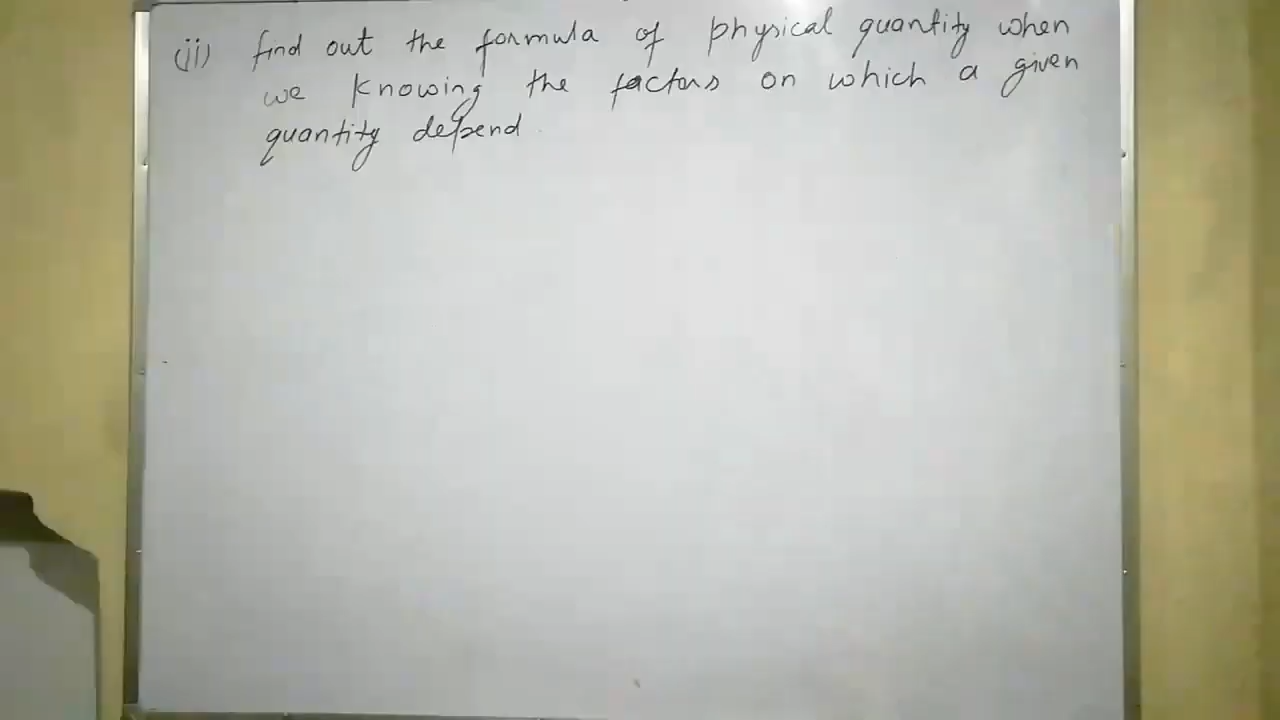 (ii) find out the formula of physical quantity when
we knowing the factors on which a given
quantity depend